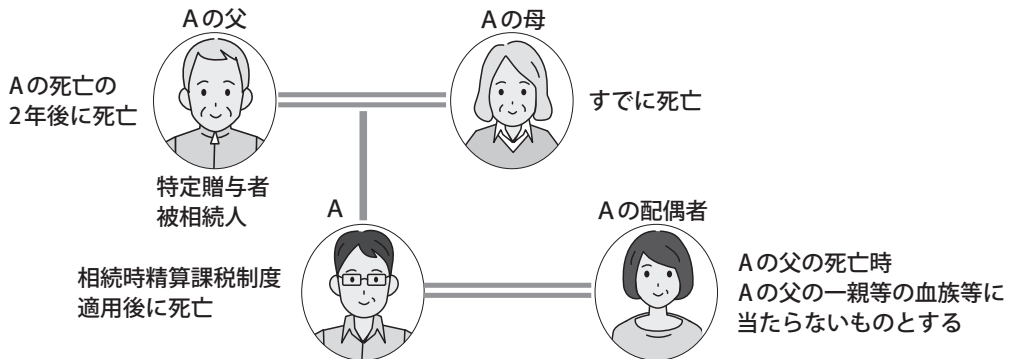 Aの父
Aの母
Aの死亡の
2年後に死亡
すでに死亡
特定贈与者
被相続人
A
Aの配偶者
相続時精算課税制度
適用後に死亡
Aの父の死亡時
Aの父の一親等の血族等に
当たらないものとする